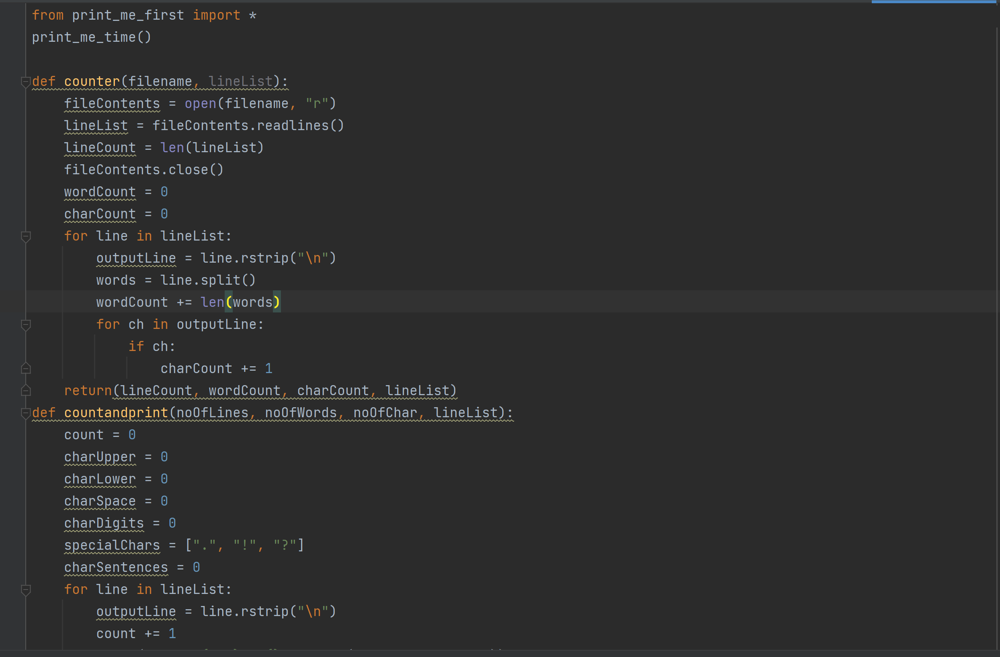 from print_me_first import *
print_me_time()

def counter(filename, lineList):
    fileContents = open(filename, "r")
    lineList = fileContents.readlines()
    lineCount = len(lineList)
    fileContents.close()
    wordCount = 0
    charCount = 0
    for line in lineList:
        outputLine = line.rstrip("\n")
        words = line.split()
        wordCount += len(words)
        for ch in outputLine:
            if ch:
                charCount += 1
    return(lineCount, wordCount, charCount, lineList)
def countandprint(noOfLines, noOfWords, noOfChar, lineList):
    count = 0
    charUpper = 0
    charLower = 0
    charSpace = 0
    charDigits = 0
    specialChars = [".", "!", "?"]
    charSentences = 0
    for line in lineList:
        outputLine = line.rstrip("\n")
        count += 1